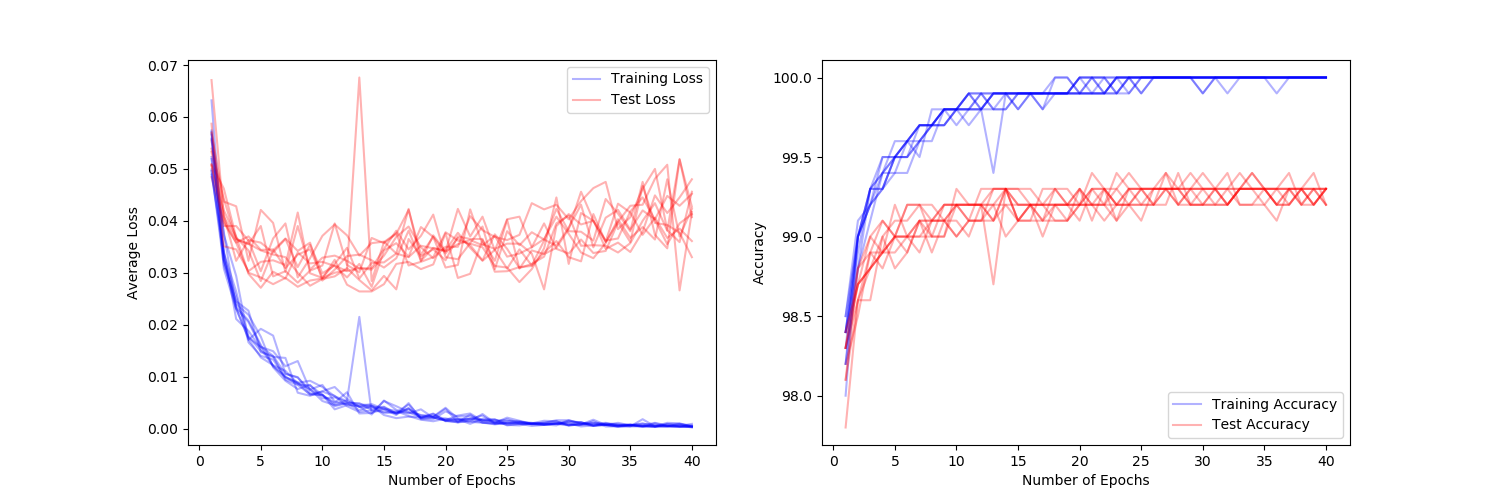 0.07
0.06
0.05
0.04
0.03
0.02
0.01
0.00
Average Loss
Training Loss
Test Loss
0 5 10 15 20 25 30 35 40
Number of Epochs
100.0
99.5
99.0
98.5
98.0
Accuracy
Training Accuracy
Test Accuracy
0 5 10 15 20 25 30 35 40
Number of Epochs